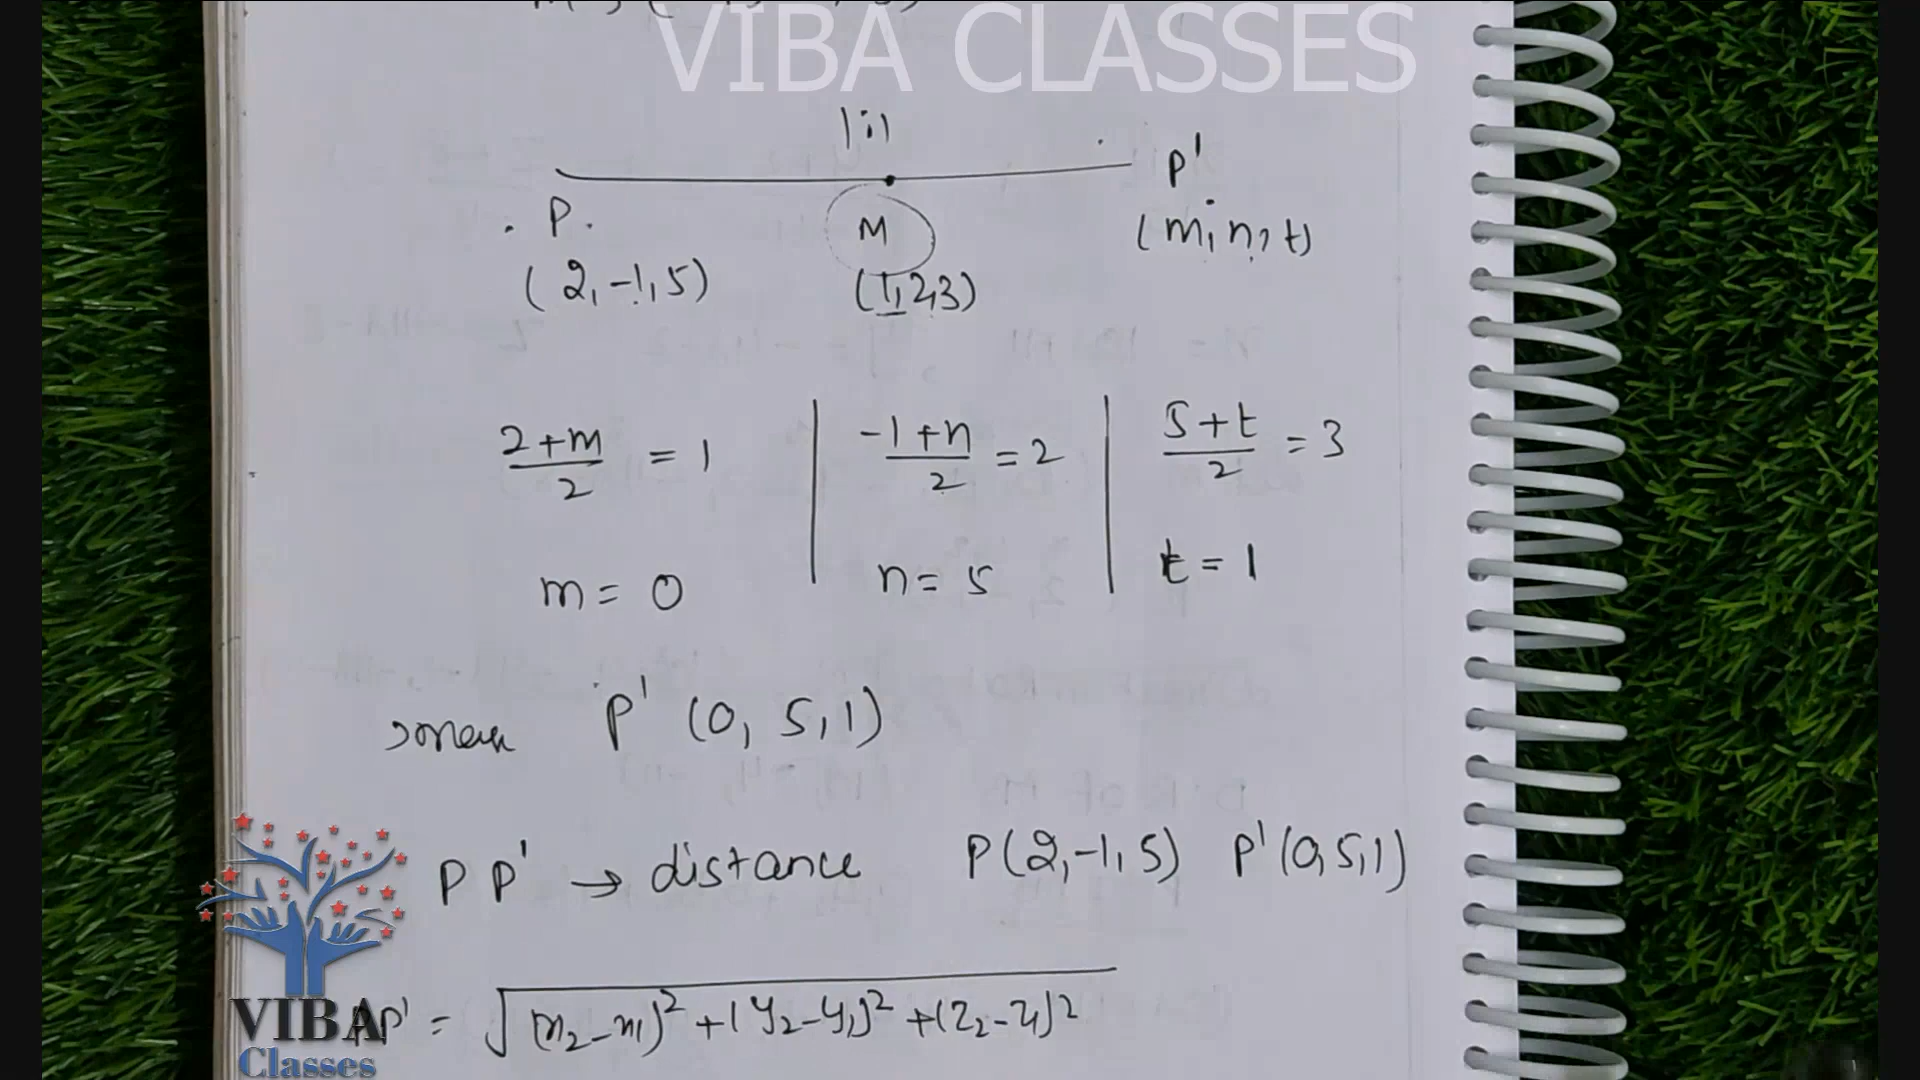 VIBA CLASSES
1:1
P'
P.
M
(m, n, t)
(2, -1, 5)
(1, 2, 3)
2+m/2 = 1
-1+n/2 = 2
5+t/2 = 3
m = 0
n = 5
t = 1
P' (0, 5, 1)
P P' → distance P(2, -1, 5) P'(0, 5, 1)
PP' = √(x₂-x₁)² + (y₂-y₁)² + (z₂-z₁)²
VIBA
Classes